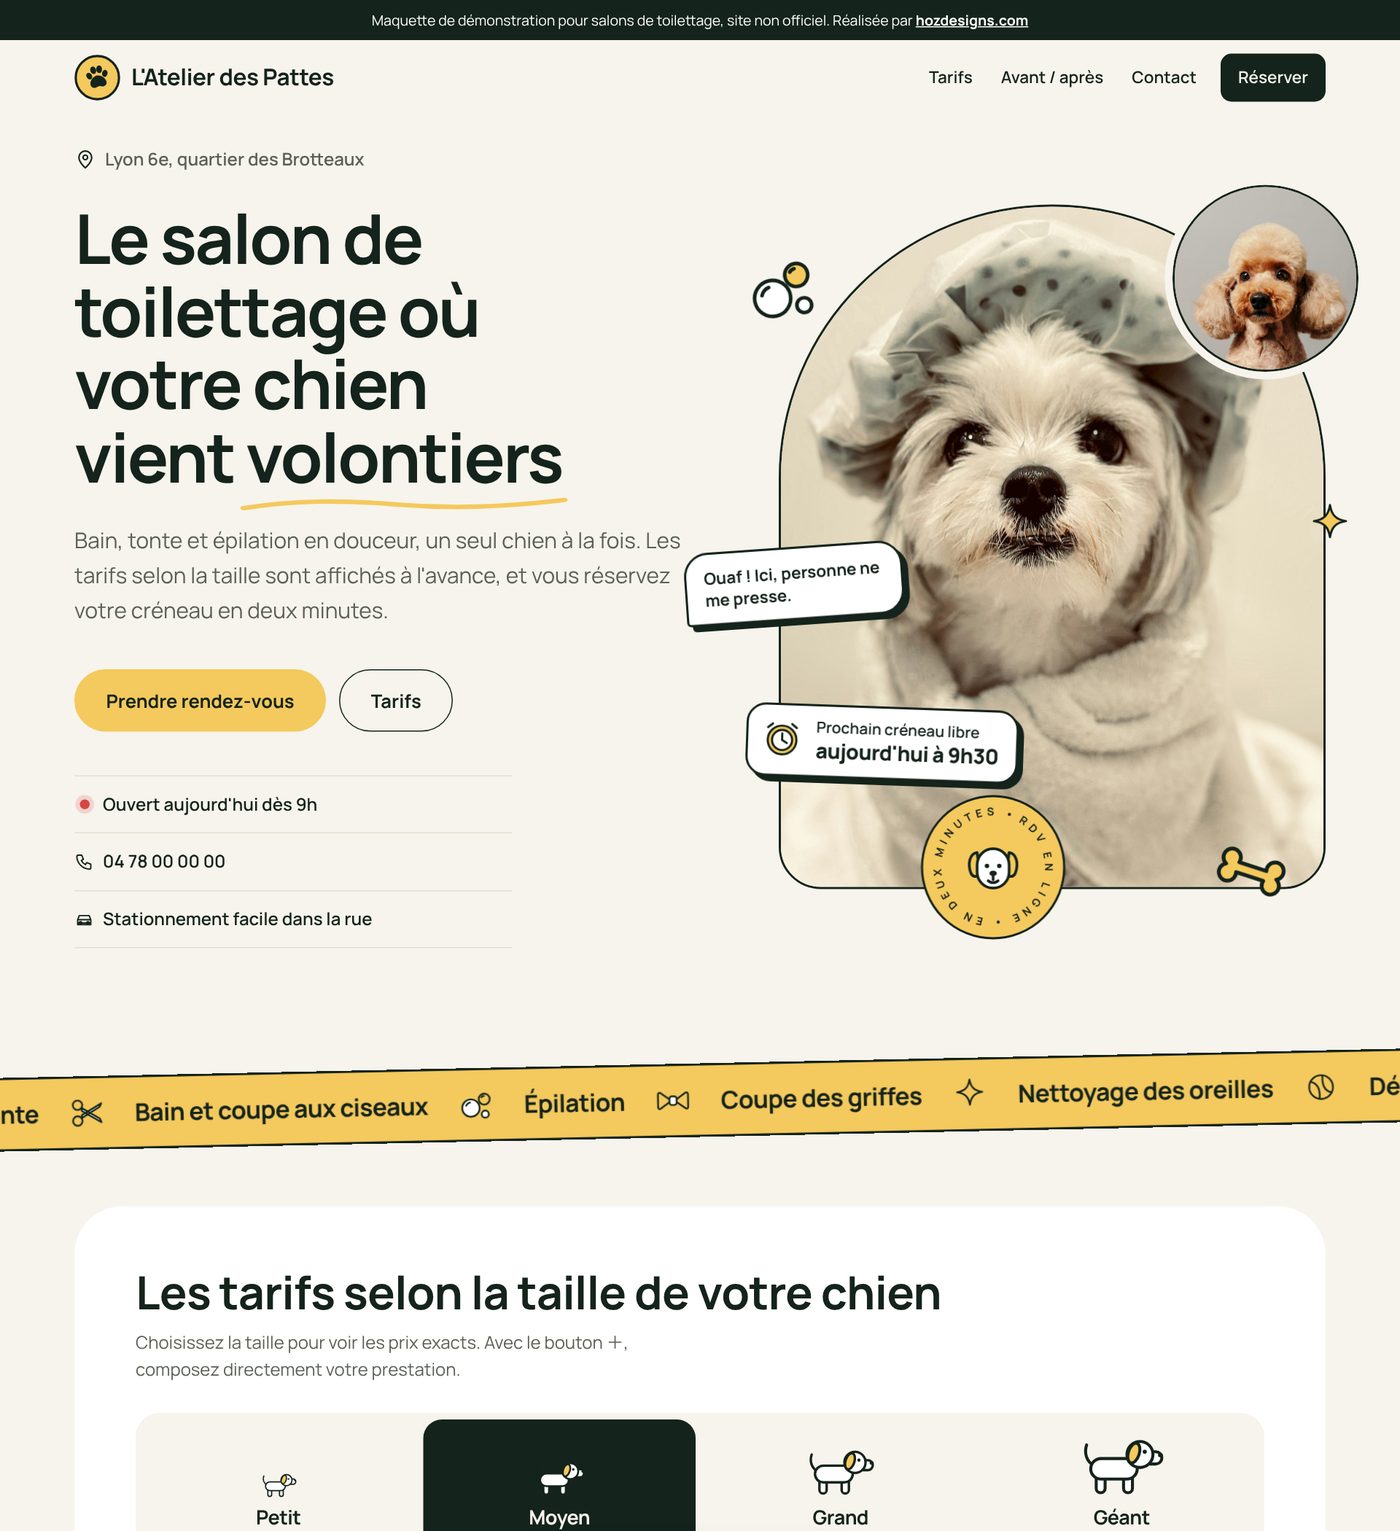 Maquette de démonstration pour salons de toilettage, site non officiel. Réalisée par hozdesigns.com
L'Atelier des Pattes
Tarifs
Avant / après
Contact
Réserver
Lyon 6e, quartier des Brotteaux
Le salon de
toilettage où
votre chien
vient volontiers
Bain, tonte et épilation en douceur, un seul chien à la fois. Les
tarifs selon la taille sont affichés à l'avance, et vous réservez
votre créneau en deux minutes.
Ouaf ! Ici, personne ne
me presse.
Prendre rendez-vous
Tarifs
Prochain créneau libre
aujourd'hui à 9h30
Ouvert aujourd'hui dès 9h
04 78 00 00 00
Stationnement facile dans la rue
RDV EN LIGNE • EN DEUX MINUTES •
nte
Bain et coupe aux ciseaux
Épilation
Coupe des griffes
Nettoyage des oreilles
Dé
Les tarifs selon la taille de votre chien
Choisissez la taille pour voir les prix exacts. Avec le bouton +,
composez directement votre prestation.
Petit
Moyen
Grand
Géant